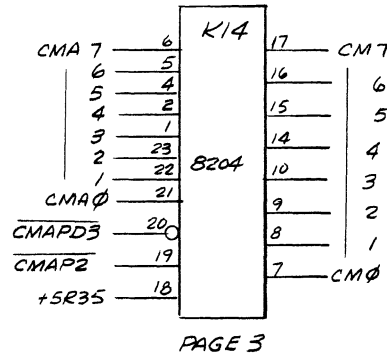 K14
8204
CMA 7 6
6 5
5 4
4 2
3 1
2 23
1 22
CMAØ 21
CMAPD3 20
CMAP2 19
+5R35 18
17 CM7
16 6
15 5
14 4
10 3
9 2
8 1
7 CMØ
PAGE 3